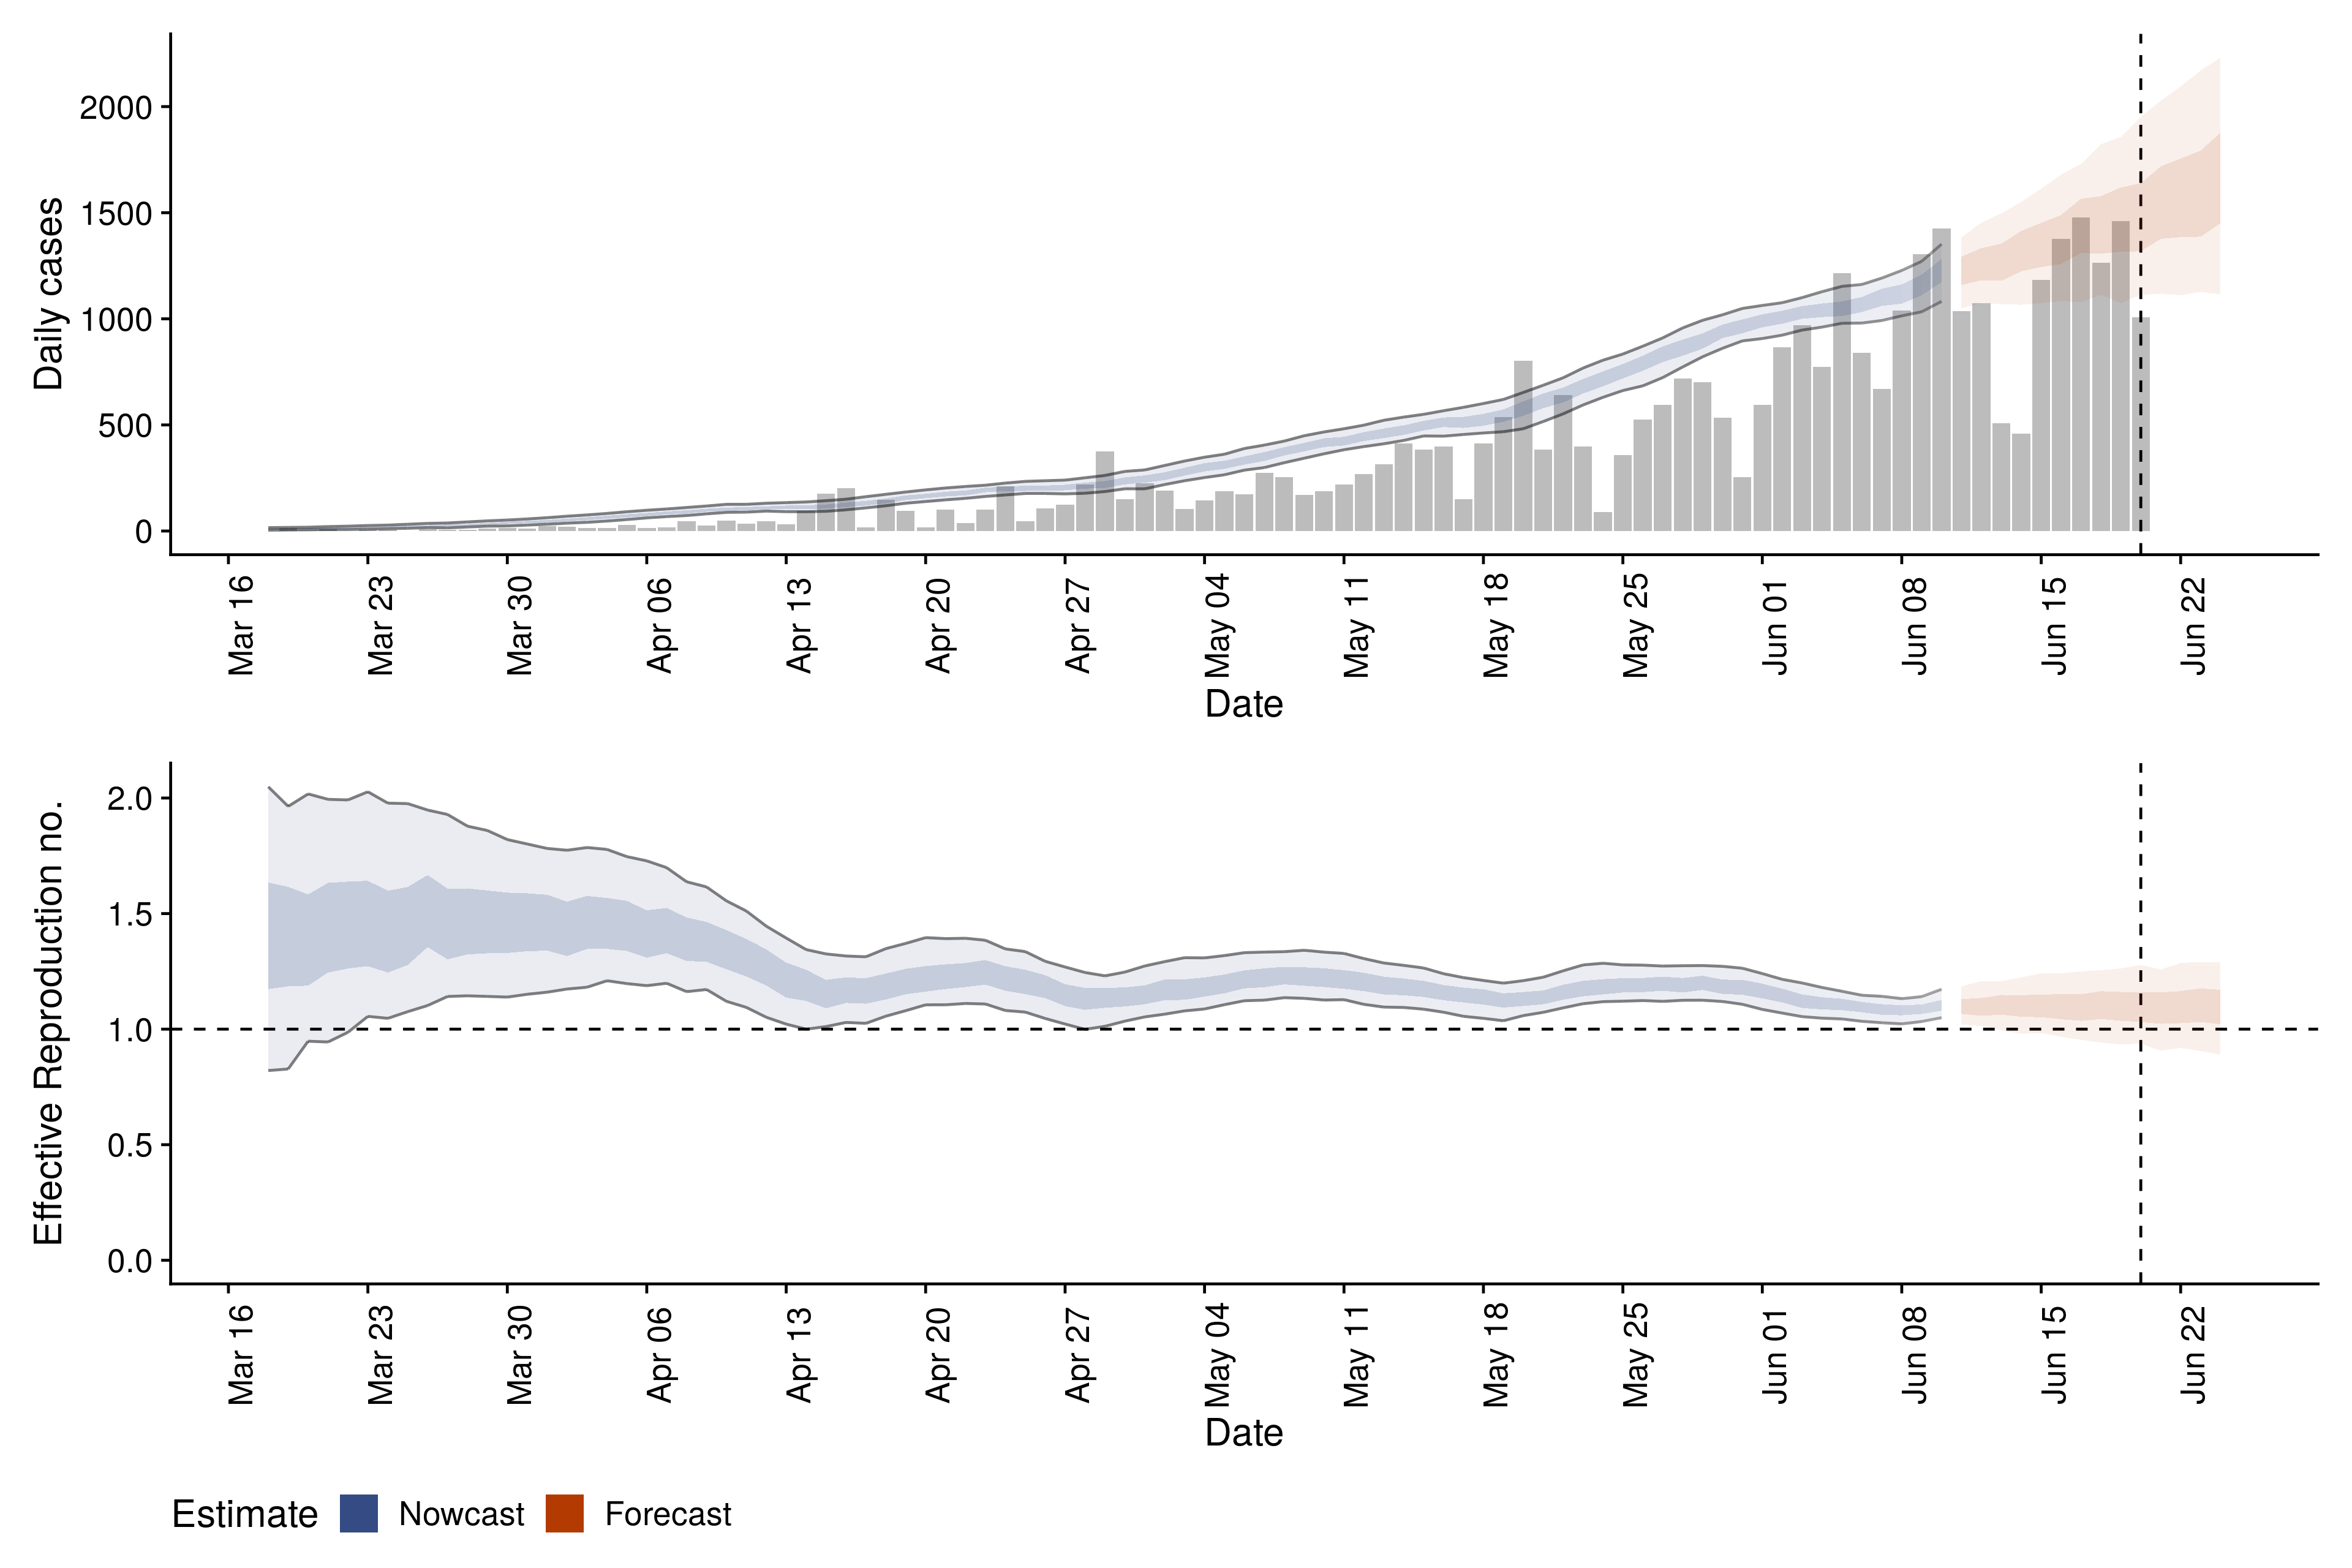 Daily cases
2000
1500
1000
500
0
Mar 16 Mar 23 Mar 30 Apr 06 Apr 13 Apr 20 Apr 27 May 04 May 11 May 18 May 25 Jun 01 Jun 08 Jun 15 Jun 22
Date
Effective Reproduction no.
2.0
1.5
1.0
0.5
0.0
Mar 16 Mar 23 Mar 30 Apr 06 Apr 13 Apr 20 Apr 27 May 04 May 11 May 18 May 25 Jun 01 Jun 08 Jun 15 Jun 22
Date
Estimate Nowcast Forecast